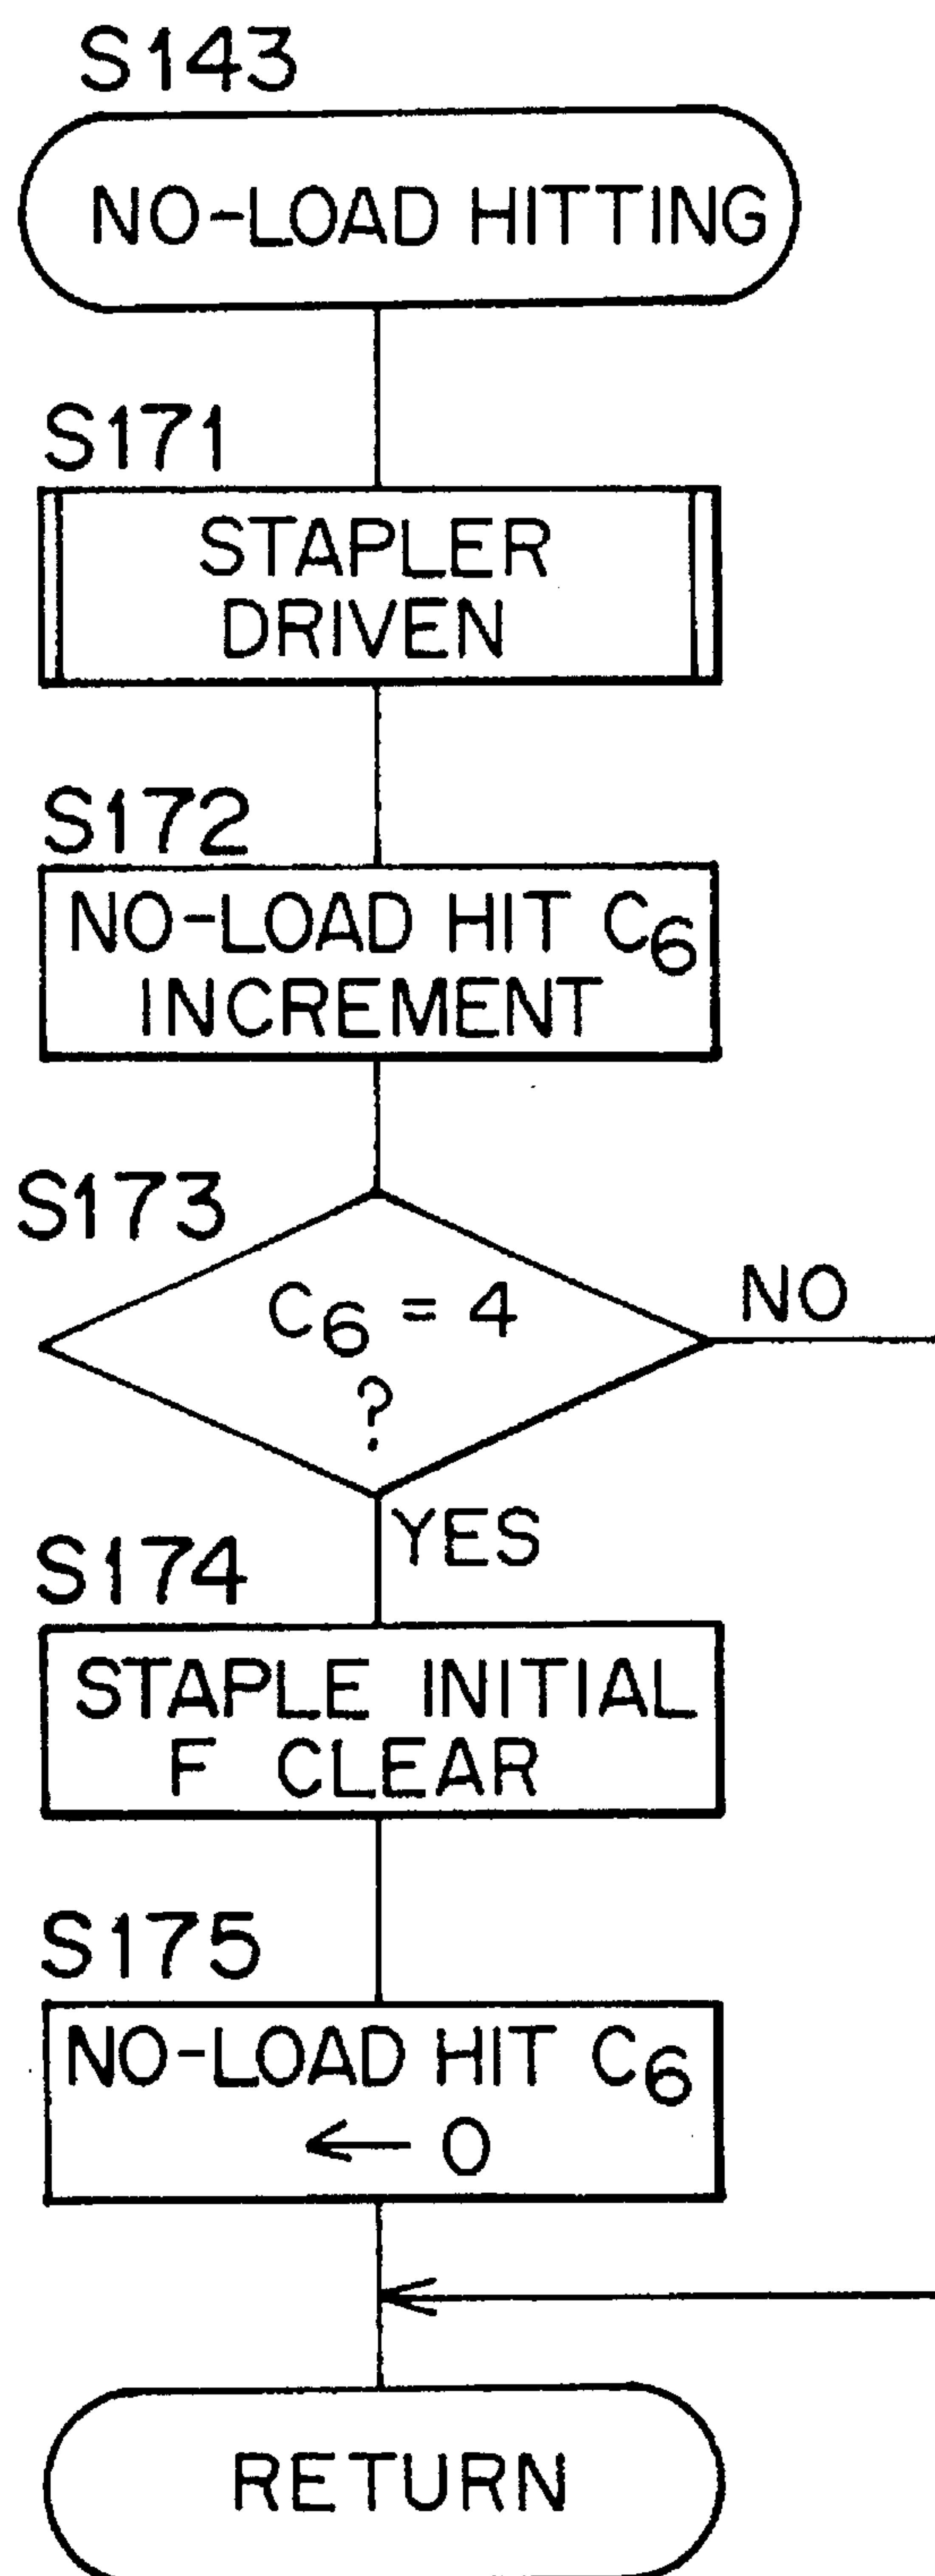 S143
NO-LOAD HITTING
S171
STAPLER
DRIVEN
S172
NO-LOAD HIT C6
INCREMENT
S173
C6 = 4
?
NO
YES
S174
STAPLE INITIAL
F CLEAR
S175
NO-LOAD HIT C6
← 0
RETURN